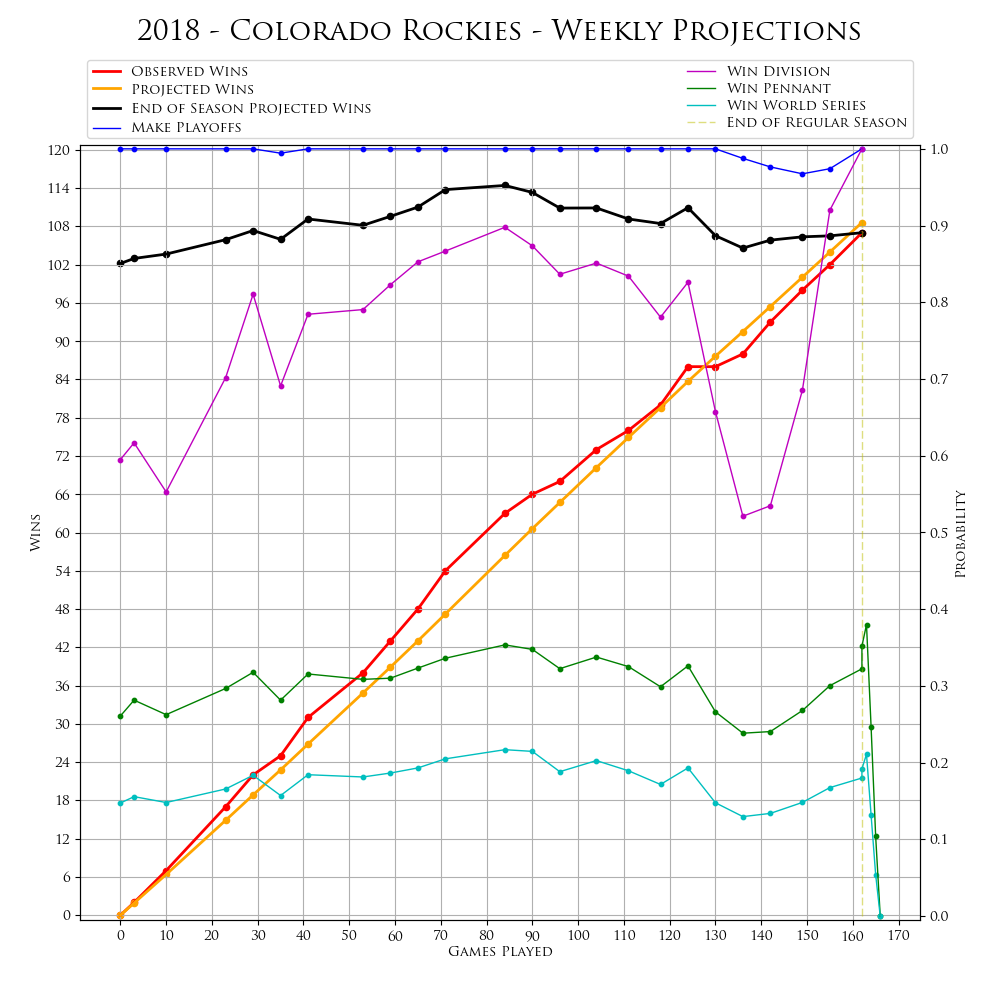 2018 - Colorado Rockies - Weekly Projections
Observed Wins
Projected Wins
End of Season Projected Wins
Make Playoffs
Win Division
Win Pennant
Win World Series
End of Regular Season
120
114
108
102
96
90
84
78
72
66
60
54
48
42
36
30
24
18
12
6
0
Wins
1.0
0.9
0.8
0.7
0.6
0.5
0.4
0.3
0.2
0.1
0.0
Probability
0 10 20 30 40 50 60 70 80 90 100 110 120 130 140 150 160 170
Games Played